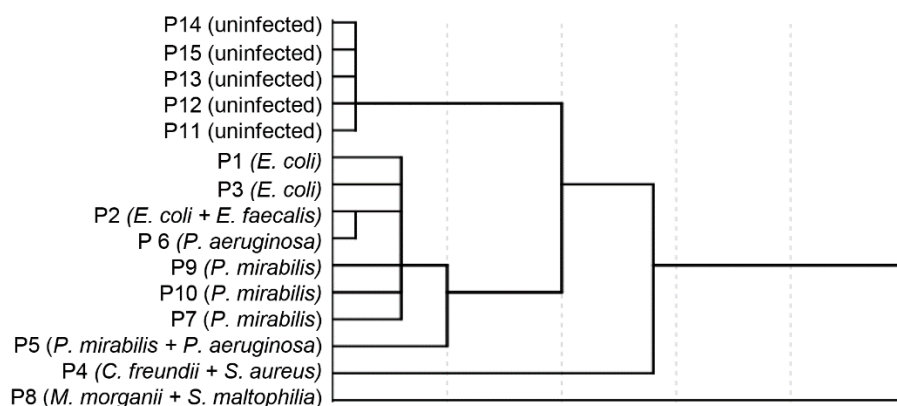 P14 (uninfected)
P15 (uninfected)
P13 (uninfected)
P12 (uninfected)
P11 (uninfected)
P1 (E. coli)
P3 (E. coli)
P2 (E. coli + E. faecalis)
P 6 (P. aeruginosa)
P9 (P. mirabilis)
P10 (P. mirabilis)
P7 (P. mirabilis)
P5 (P. mirabilis + P. aeruginosa)
P4 (C. freundii + S. aureus)
P8 (M. morganii + S. maltophilia)